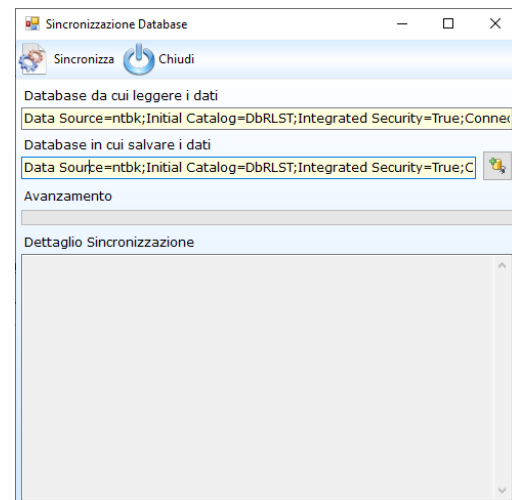 Sincronizzazione Database
Sincronizza Chiudi
Database da cui leggere i dati
Data Source=ntbk;Initial Catalog=DbRLST;Integrated Security=True;Connec
Database in cui salvare i dati
Data Source=ntbk;Initial Catalog=DbRLST;Integrated Security=True;C
Avanzamento
Dettaglio Sincronizzazione